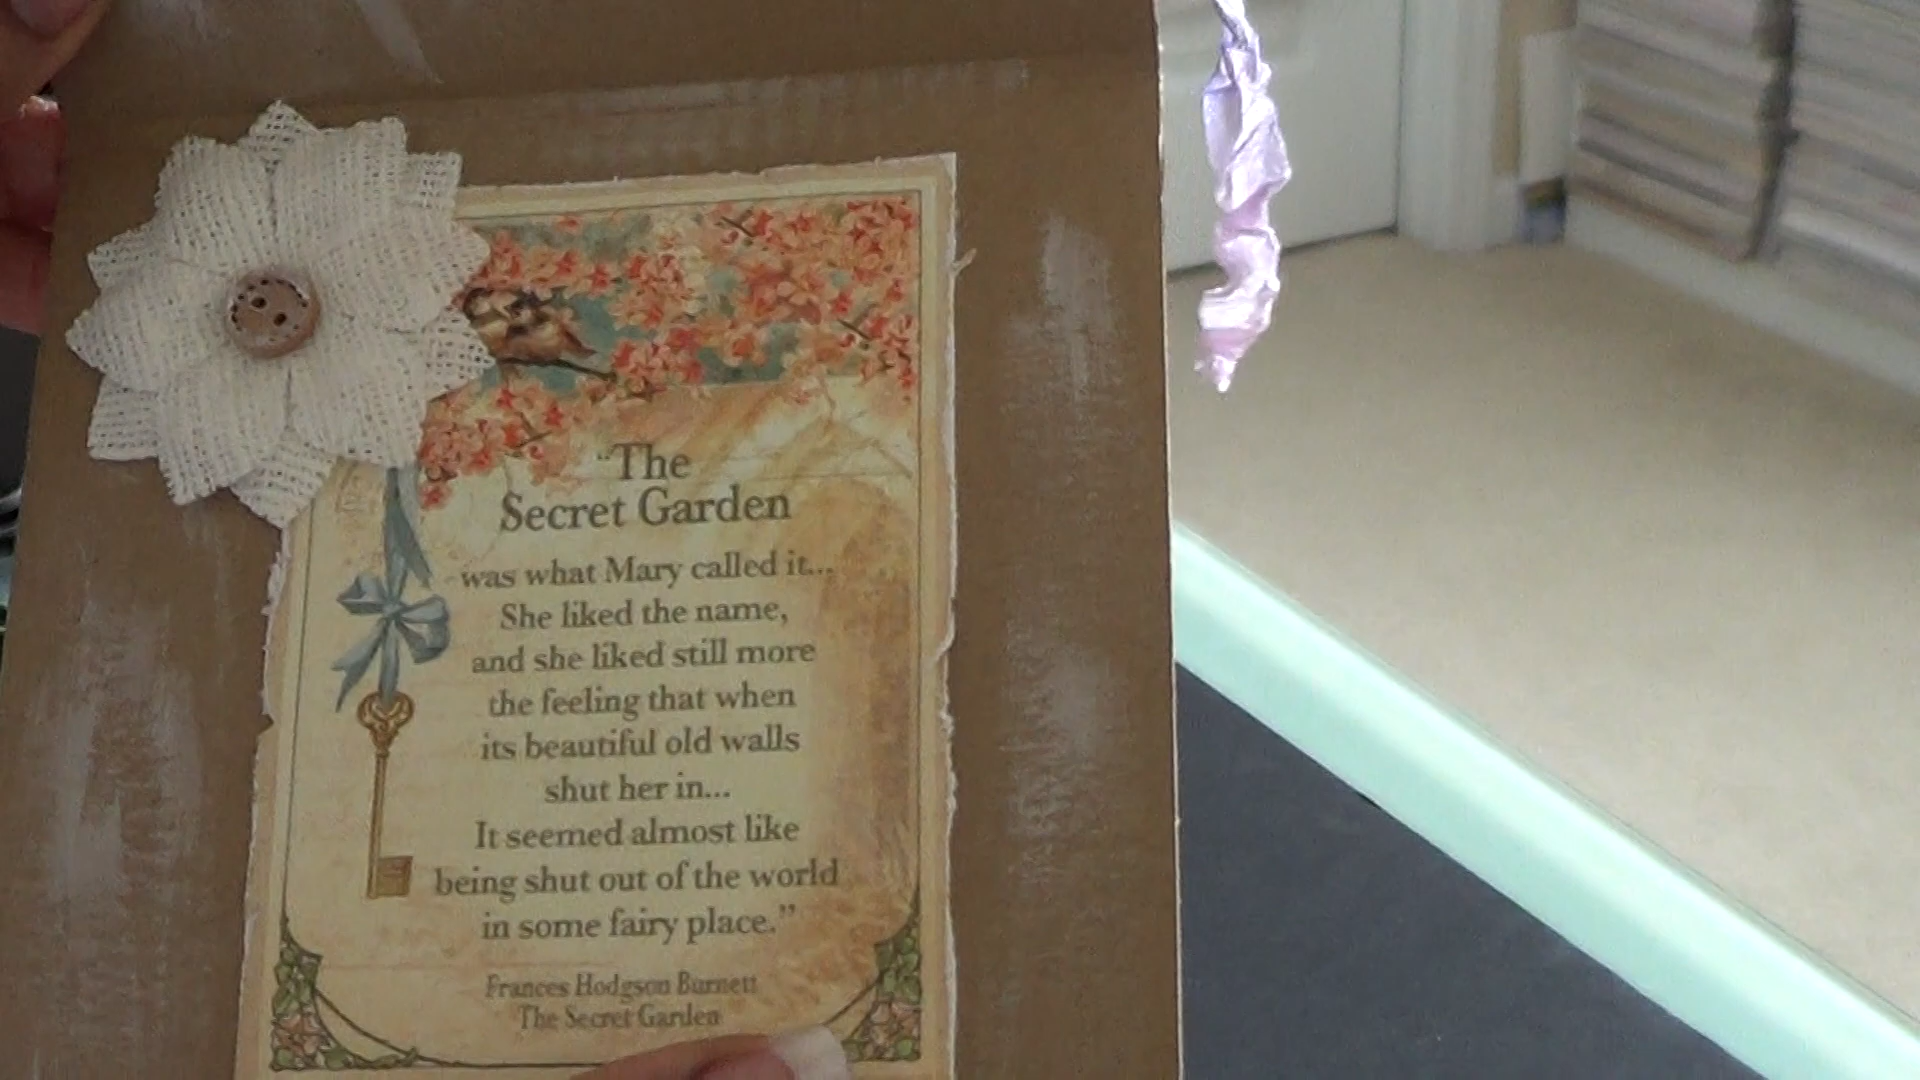 "The
Secret Garden
was what Mary called it...
She liked the name,
and she liked still more
the feeling that when
its beautiful old walls
shut her in...
It seemed almost like
being shut out of the world
in some fairy place."
Frances Hodgson Burnett
The Secret Garden